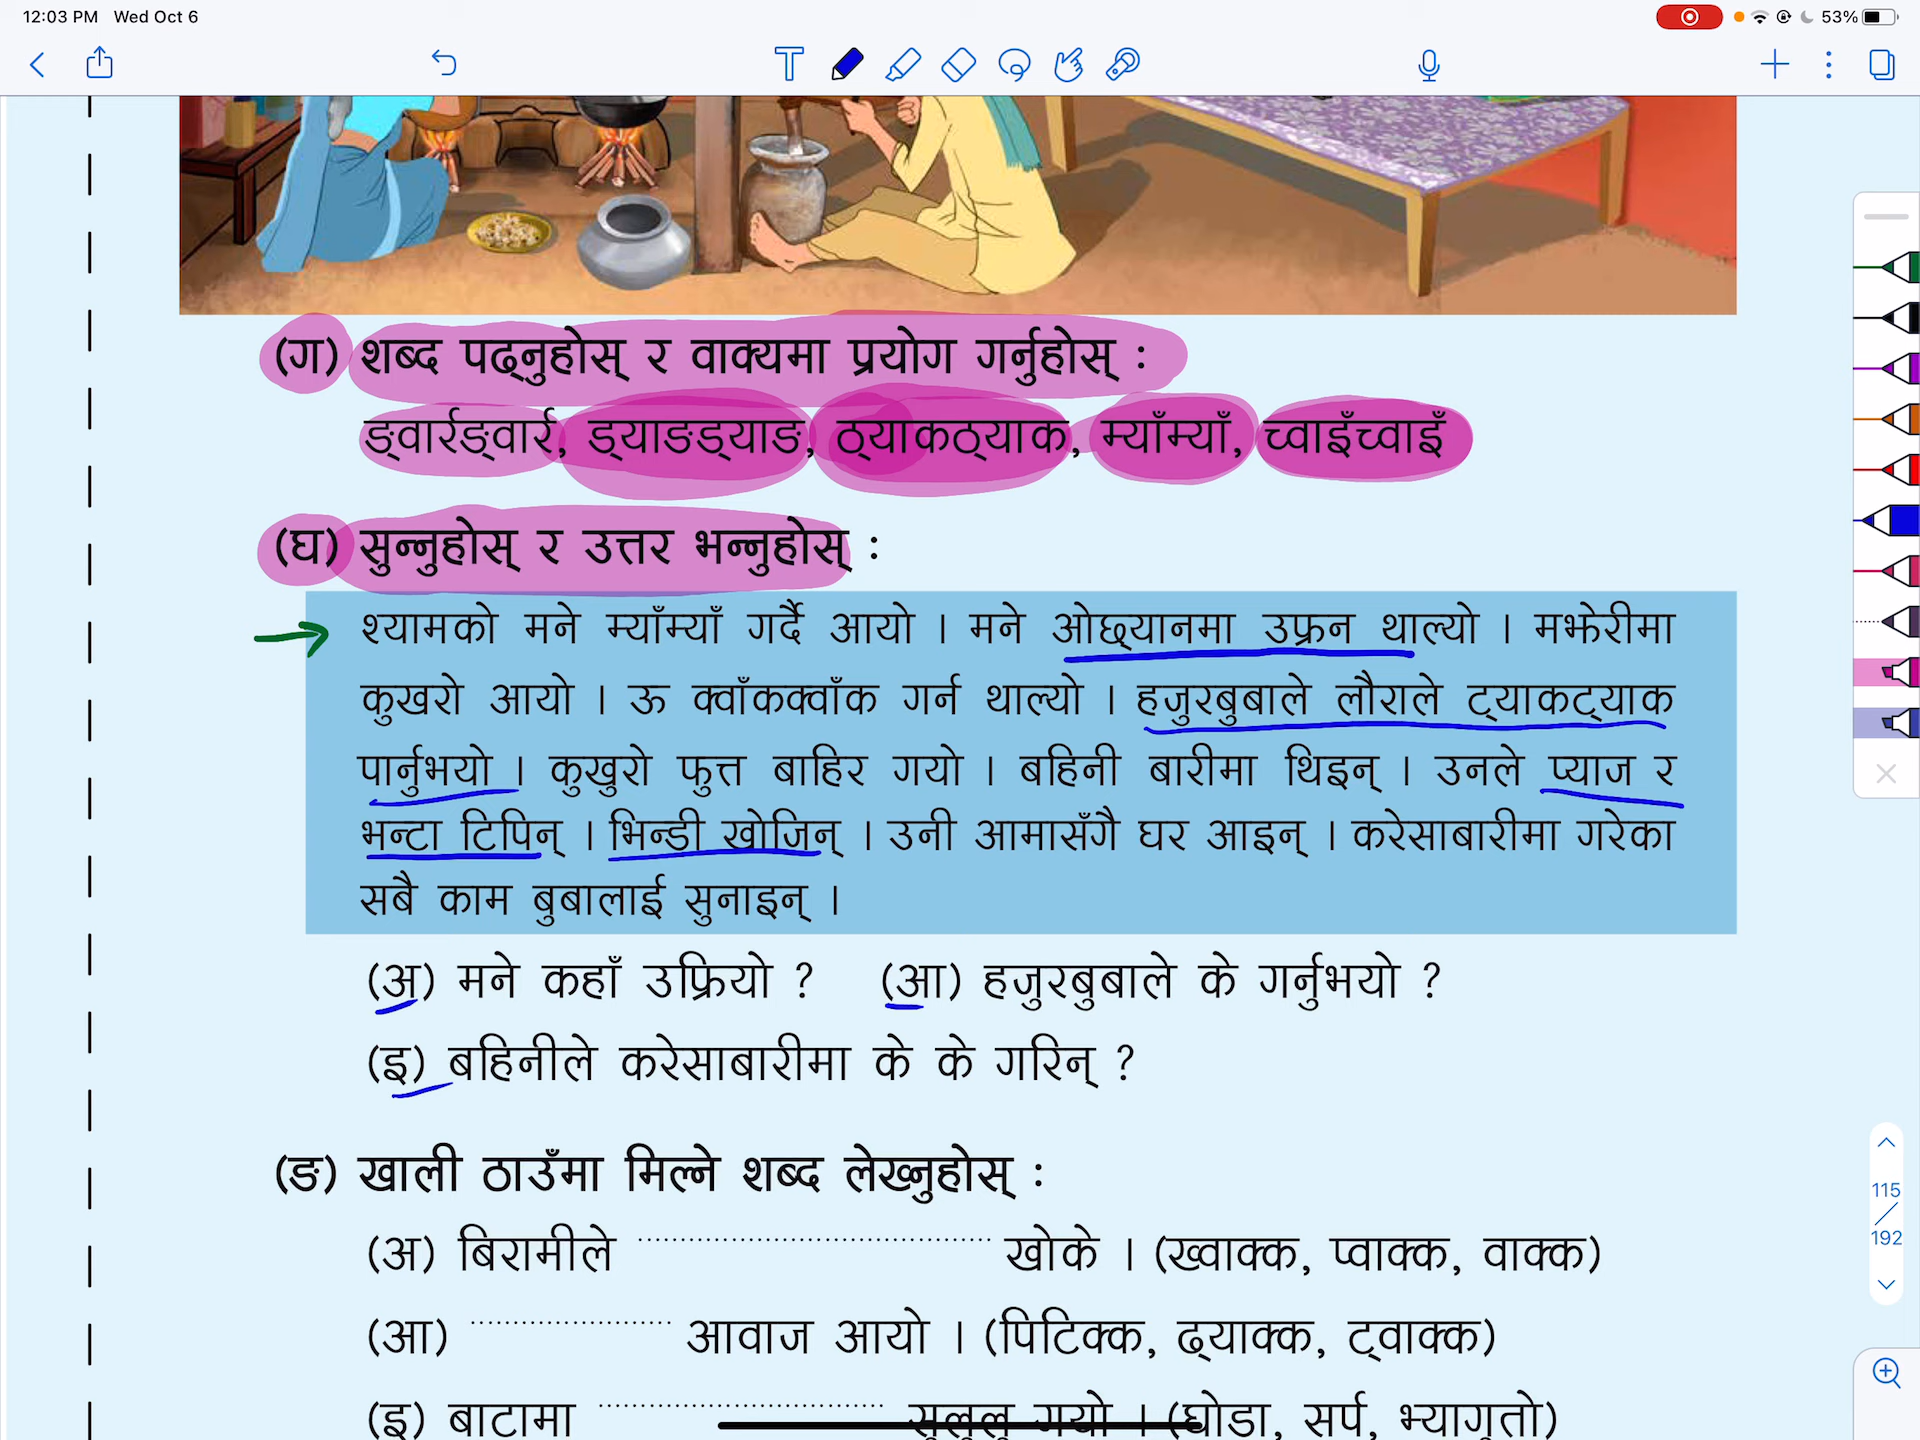 12:03 PM Wed Oct 6
53%
(ग) शब्द पढ्नुहोस् र वाक्यमा प्रयोग गर्नुहोस् :
ङ्वार्रङ्वार्र, ड्याङड्याङ, ठ्याकठ्याक, म्याँम्याँ, च्वाइँच्वाइँ
(घ) सुन्नुहोस् र उत्तर भन्नुहोस् :
श्यामको मने म्याँम्याँ गर्दै आयो । मने ओछ्यानमा उफ्रन थाल्यो । मझेरीमा
कुखरो आयो । ऊ क्वाँकक्वाँक गर्न थाल्यो । हजुरबुबाले लौराले ट्याकट्याक
पार्नुभयो । कुखुरो फुत्त बाहिर गयो । बहिनी बारीमा थिइन् । उनले प्याज र
भन्टा टिपिन् । भिन्डी खोजिन् । उनी आमासँगै घर आइन् । करेसाबारीमा गरेका
सबै काम बुबालाई सुनाइन् ।
(अ) मने कहाँ उफ्रियो ? (आ) हजुरबुबाले के गर्नुभयो ?
(इ) बहिनीले करेसाबारीमा के के गरिन् ?
(ङ) खाली ठाउँमा मिल्ने शब्द लेख्नुहोस् :
(अ) बिरामीले .................... खोके । (ख्वाक्क, प्वाक्क, वाक्क)
(आ) .................... आवाज आयो । (पिटिक्क, ढ्याक्क, ट्वाक्क)
(इ) बाटामा .................... सुलुलु गयो । (घोडा, सर्प, भ्यागुतो)
115
/
192